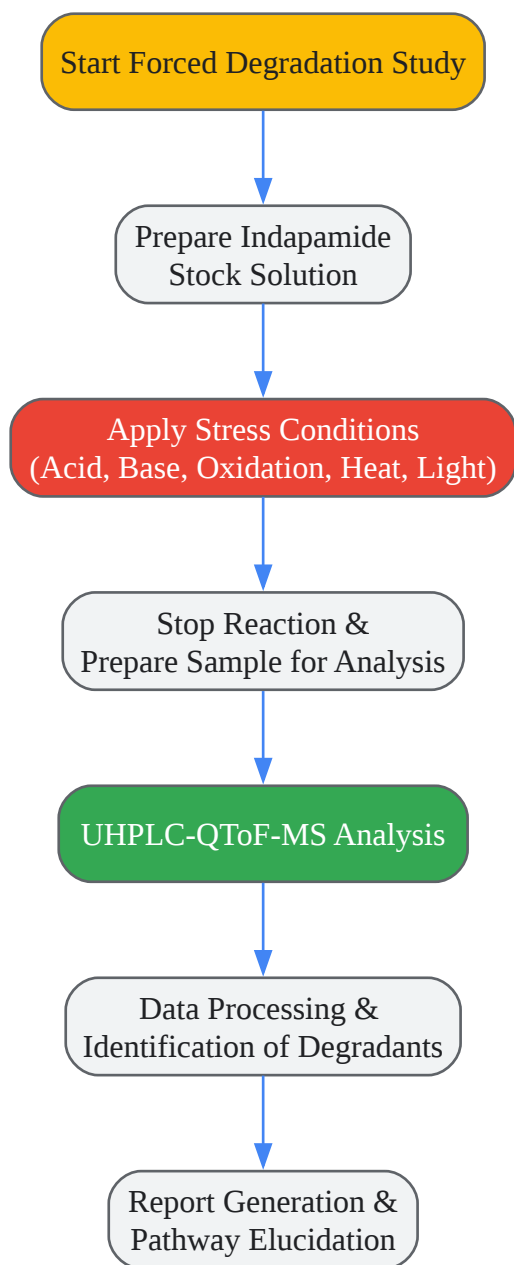 Start Forced Degradation Study
Prepare Indapamide
Stock Solution
Apply Stress Conditions
(Acid, Base, Oxidation, Heat, Light)
Stop Reaction &
Prepare Sample for Analysis
UHPLC-QToF-MS Analysis
Data Processing &
Identification of Degradants
Report Generation &
Pathway Elucidation